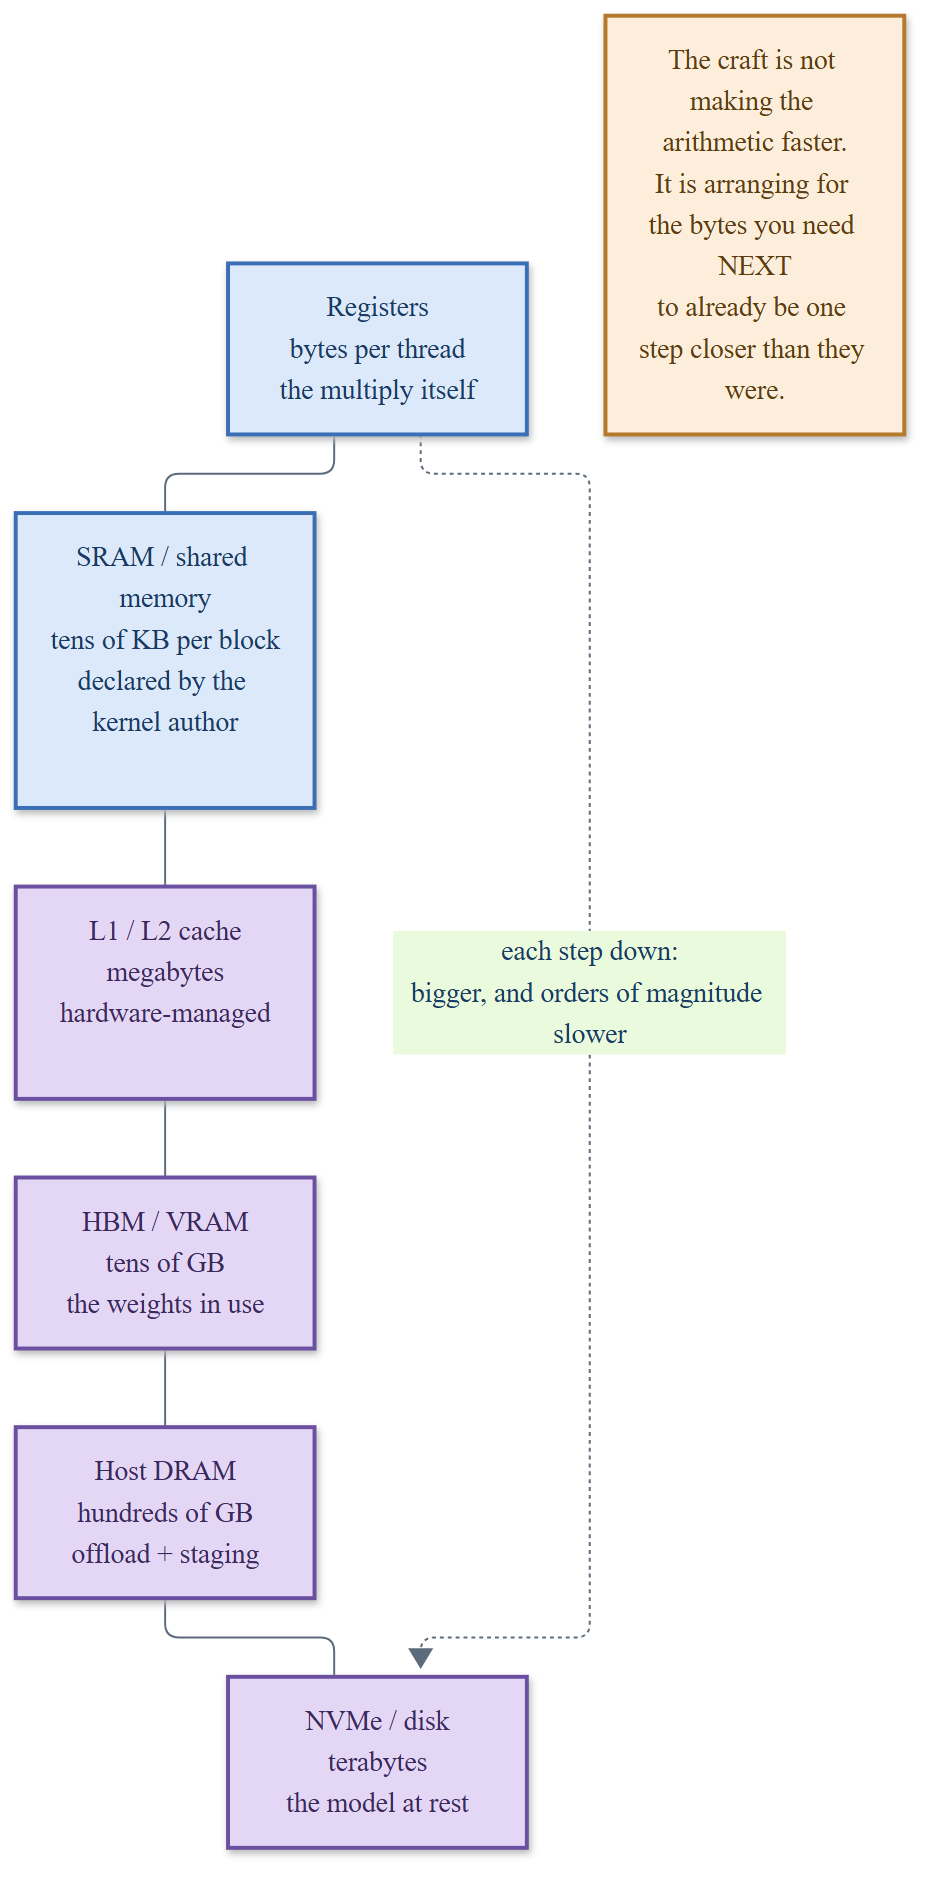 The craft is not
making the
arithmetic faster.
It is arranging for
the bytes you need
NEXT
to already be one
step closer than they
were.
Registers
bytes per thread
the multiply itself
SRAM / shared
memory
tens of KB per block
declared by the
kernel author
L1 / L2 cache
megabytes
hardware-managed
each step down:
bigger, and orders of magnitude
slower
HBM / VRAM
tens of GB
the weights in use
Host DRAM
hundreds of GB
offload + staging
NVMe / disk
terabytes
the model at rest